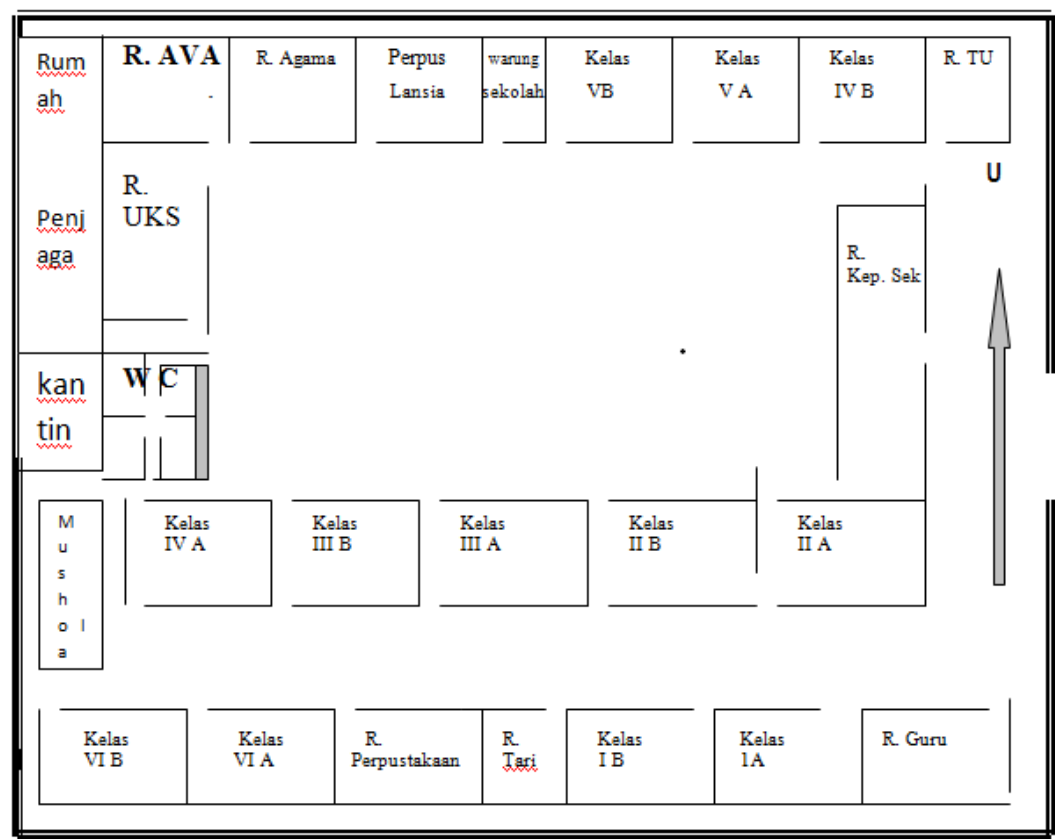 Rum
ah
Penj
aga
R. AVA
R. Agama
Perpus
Lansia
warung
sekolah
Kelas
VB
Kelas
V A
Kelas
IV B
R. TU
U
R.
UKS
R.
Kep. Sek
kan
tin
W C
M
u
s
h
o l
a
Kelas
IV A
Kelas
III B
Kelas
III A
Kelas
II B
Kelas
II A
Kelas
VI B
Kelas
VI A
R.
Perpustakaan
R.
Tari
Kelas
I B
Kelas
1A
R. Guru